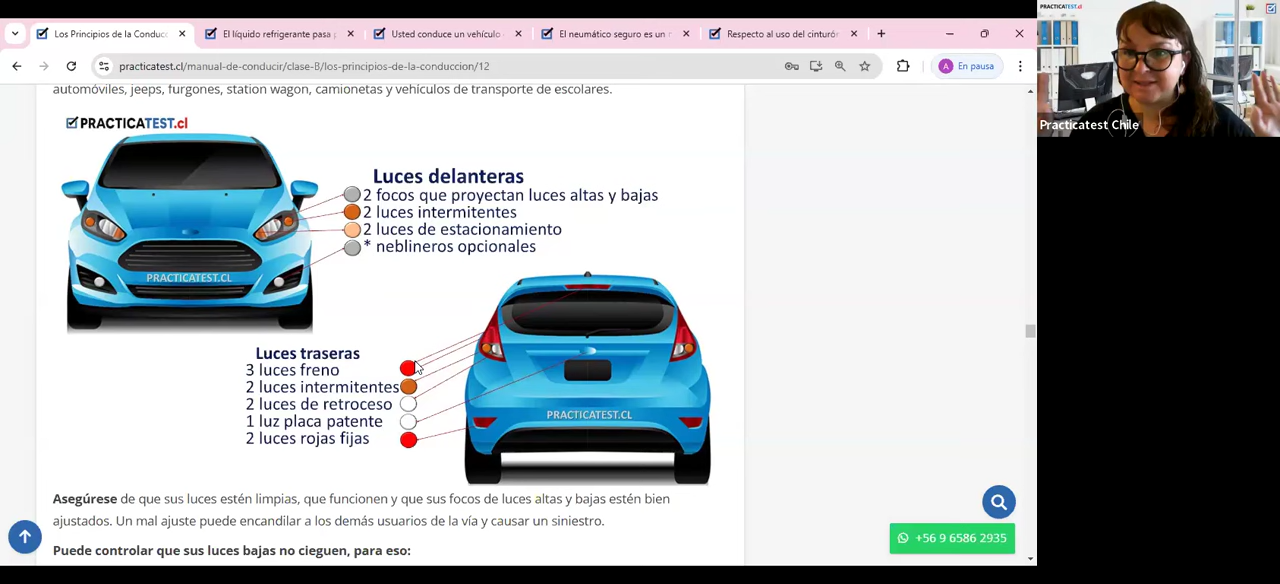 Los Principios de la Conducc
El líquido refrigerante pasa p
Usted conduce un vehículo
El neumático seguro es un n
Respecto al uso del cinturón
practicatest.cl/manual-de-conducir/clase-B/los-principios-de-la-conduccion/12
A
En pausa
PRACTICATEST.cl
Practicatest Chile
automóviles, jeeps, furgones, station wagon, camionetas y vehículos de transporte de escolares.
PRACTICATEST.cl
Luces delanteras
2 focos que proyectan luces altas y bajas
2 luces intermitentes
2 luces de estacionamiento
* neblineros opcionales
PRACTICATEST.CL
Luces traseras
3 luces freno
2 luces intermitentes
2 luces de retroceso
1 luz placa patente
2 luces rojas fijas
PRACTICATEST.CL
Asegúrese de que sus luces estén limpias, que funcionen y que sus focos de luces altas y bajas estén bien
ajustados. Un mal ajuste puede encandilar a los demás usuarios de la vía y causar un siniestro.
Puede controlar que sus luces bajas no cieguen, para eso:
+56 9 6586 2935